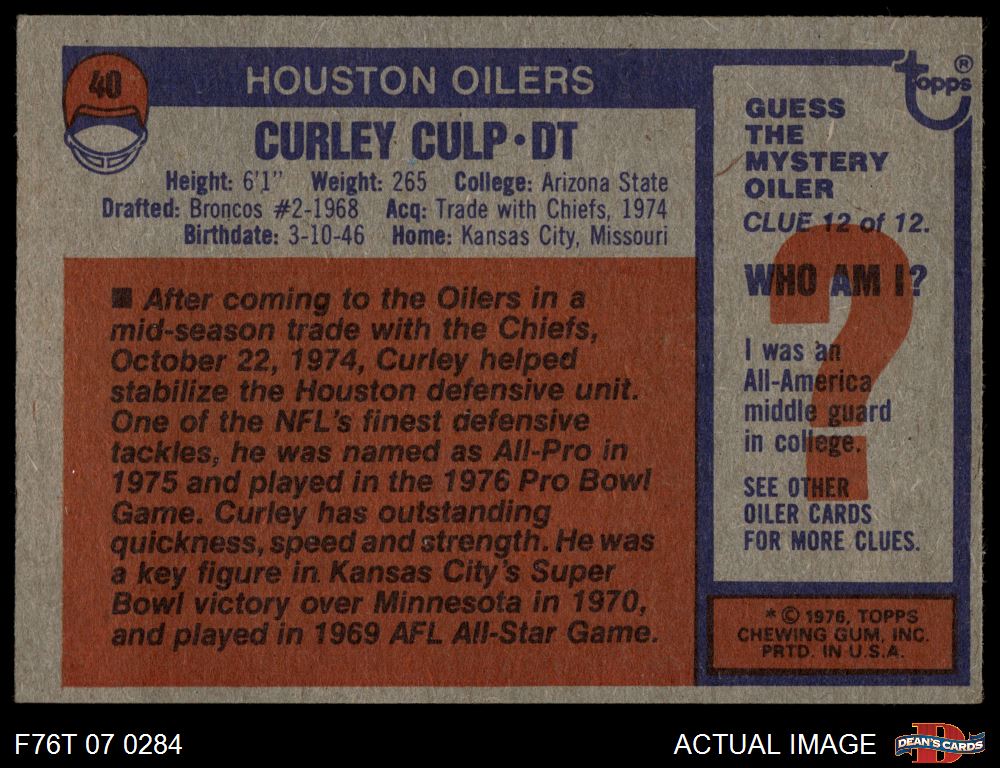 40
HOUSTON OILERS
CURLEY CULP • DT
Height: 6'1" Weight: 265 College: Arizona State
Drafted: Broncos #2-1968 Acq: Trade with Chiefs, 1974
Birthdate: 3-10-46 Home: Kansas City, Missouri
■ After coming to the Oilers in a
mid-season trade with the Chiefs,
October 22, 1974, Curley helped
stabilize the Houston defensive unit.
One of the NFL's finest defensive
tackles, he was named as All-Pro in
1975 and played in the 1976 Pro Bowl
Game. Curley has outstanding
quickness, speed and strength. He was
a key figure in Kansas City's Super
Bowl victory over Minnesota in 1970,
and played in 1969 AFL All-Star Game.
Topps ®
GUESS
THE
MYSTERY
OILER
CLUE 12 of 12.
WHO AM I?
?
I was an
All-America
middle guard
in college.
SEE OTHER
OILER CARDS
FOR MORE CLUES.
* © 1976, TOPPS
CHEWING GUM, INC.
PRTD. IN U.S.A.
F76T 07 0284
ACTUAL IMAGE
D
DEAN'S CARDS